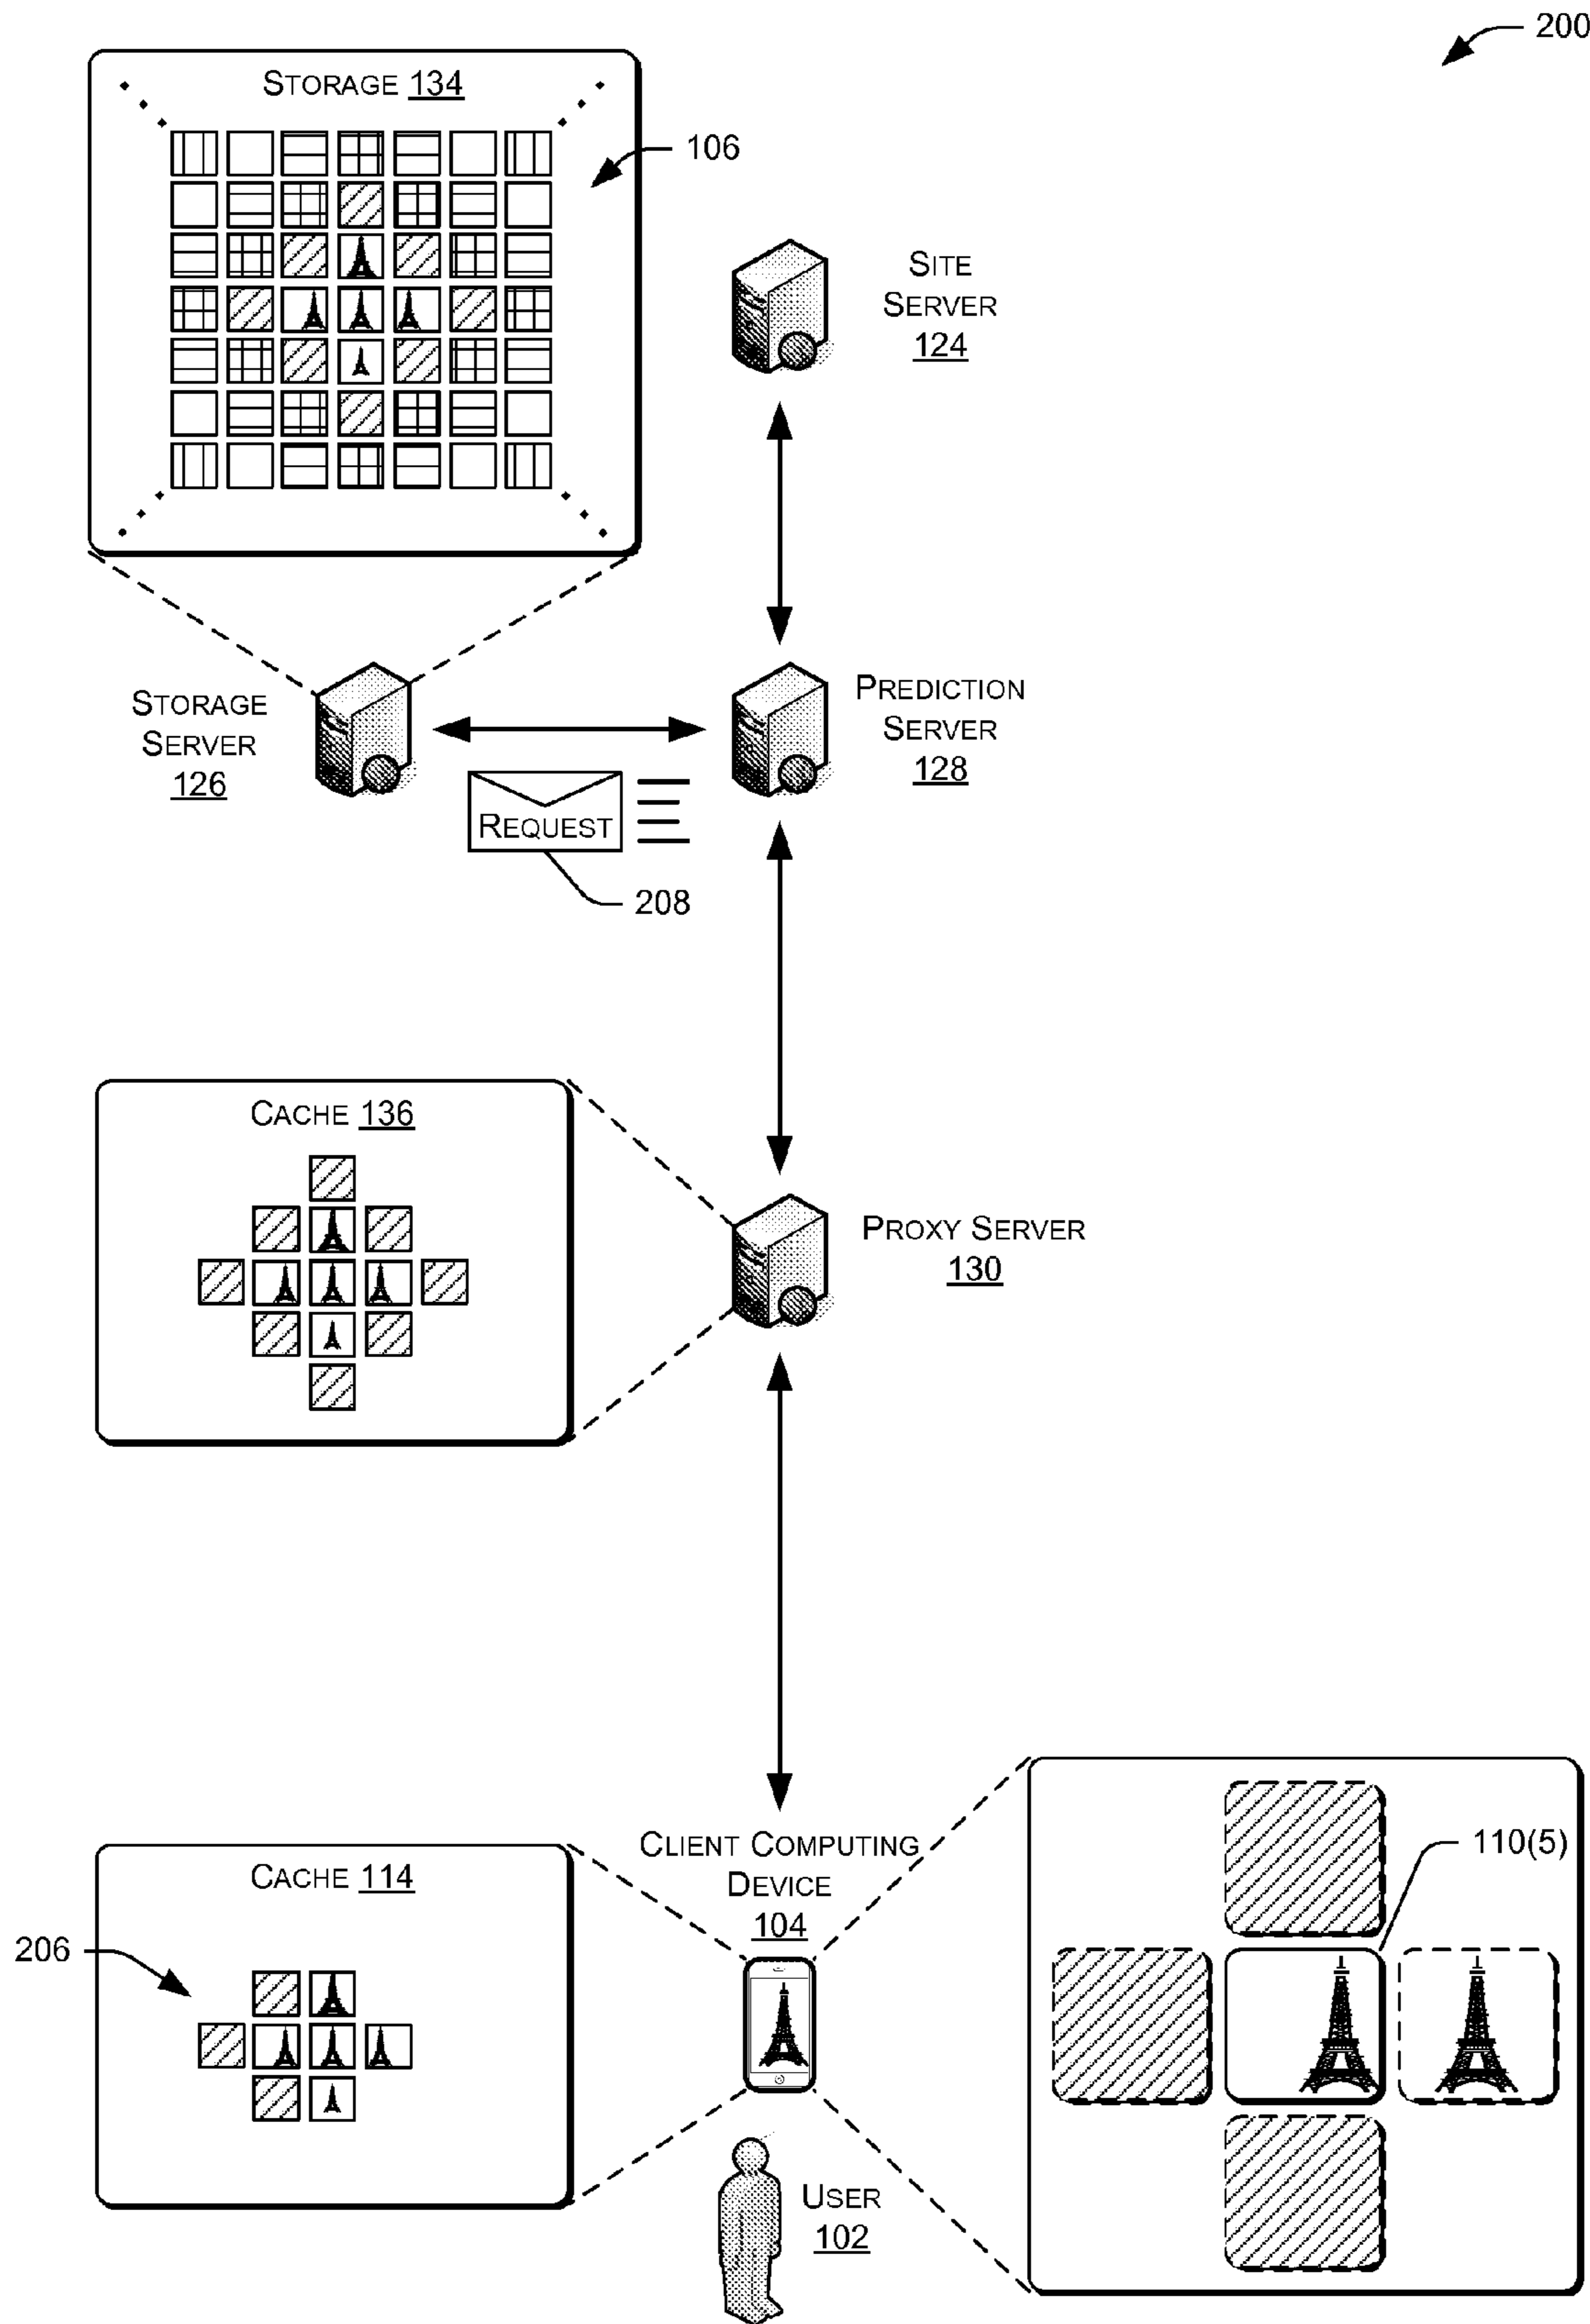 200
STORAGE 134
106
SITE
SERVER
124
STORAGE
SERVER
126
PREDICTION
SERVER
128
REQUEST
208
CACHE 136
PROXY SERVER
130
CLIENT COMPUTING
DEVICE
104
CACHE 114
206
110(5)
USER
102